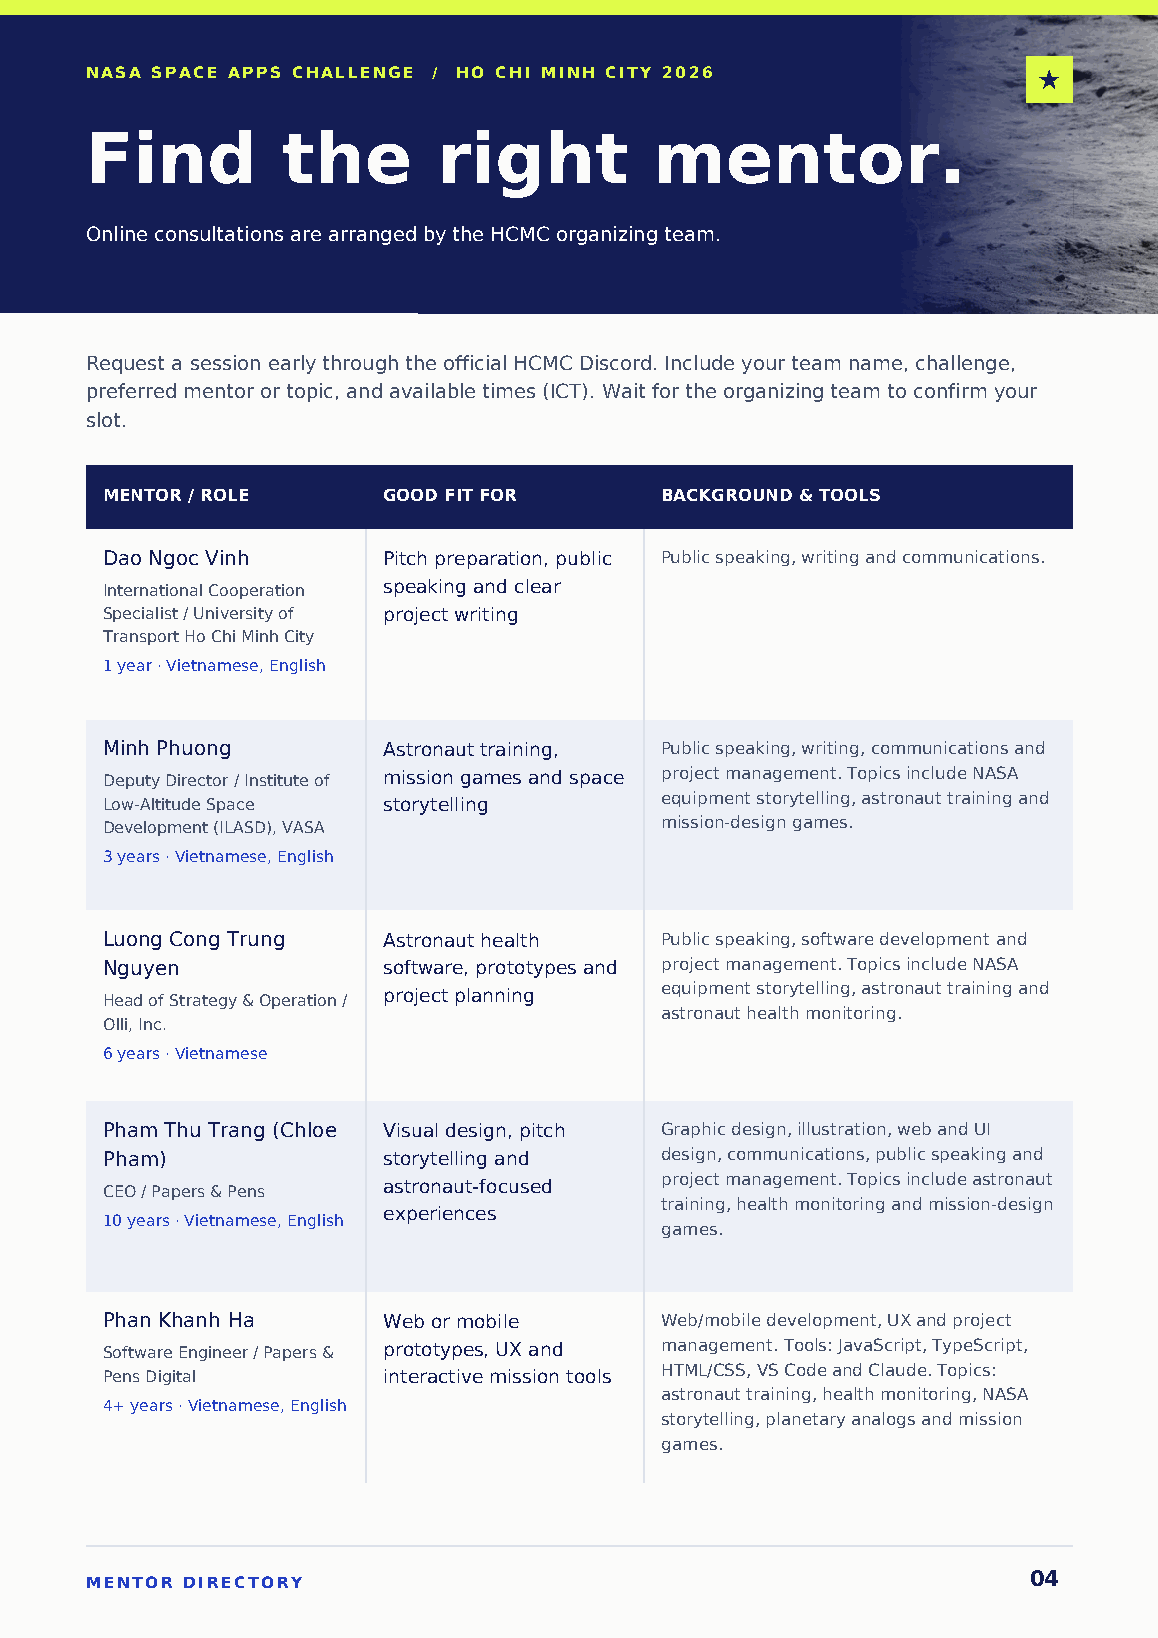 NASA SPACE APPS CHALLENGE / HO CHI MINH CITY 2026
Find the right mentor.
Online consultations are arranged by the HCMC organizing team.
Request a session early through the official HCMC Discord. Include your team name, challenge,
preferred mentor or topic, and available times (ICT). Wait for the organizing team to confirm your
slot.
MENTOR / ROLE
GOOD FIT FOR
BACKGROUND & TOOLS
Dao Ngoc Vinh
International Cooperation
Specialist / University of
Transport Ho Chi Minh City
1 year · Vietnamese, English
Pitch preparation, public
speaking and clear
project writing
Public speaking, writing and communications.
Minh Phuong
Deputy Director / Institute of
Low-Altitude Space
Development (ILASD), VASA
3 years · Vietnamese, English
Astronaut training,
mission games and space
storytelling
Public speaking, writing, communications and
project management. Topics include NASA
equipment storytelling, astronaut training and
mission-design games.
Luong Cong Trung
Nguyen
Head of Strategy & Operation /
Olli, Inc.
6 years · Vietnamese
Astronaut health
software, prototypes and
project planning
Public speaking, software development and
project management. Topics include NASA
equipment storytelling, astronaut training and
astronaut health monitoring.
Pham Thu Trang (Chloe
Pham)
CEO / Papers & Pens
10 years · Vietnamese, English
Visual design, pitch
storytelling and
astronaut-focused
experiences
Graphic design, illustration, web and UI
design, communications, public speaking and
project management. Topics include astronaut
training, health monitoring and mission-design
games.
Phan Khanh Ha
Software Engineer / Papers &
Pens Digital
4+ years · Vietnamese, English
Web or mobile
prototypes, UX and
interactive mission tools
Web/mobile development, UX and project
management. Tools: JavaScript, TypeScript,
HTML/CSS, VS Code and Claude. Topics:
astronaut training, health monitoring, NASA
storytelling, planetary analogs and mission
games.
MENTOR DIRECTORY
04